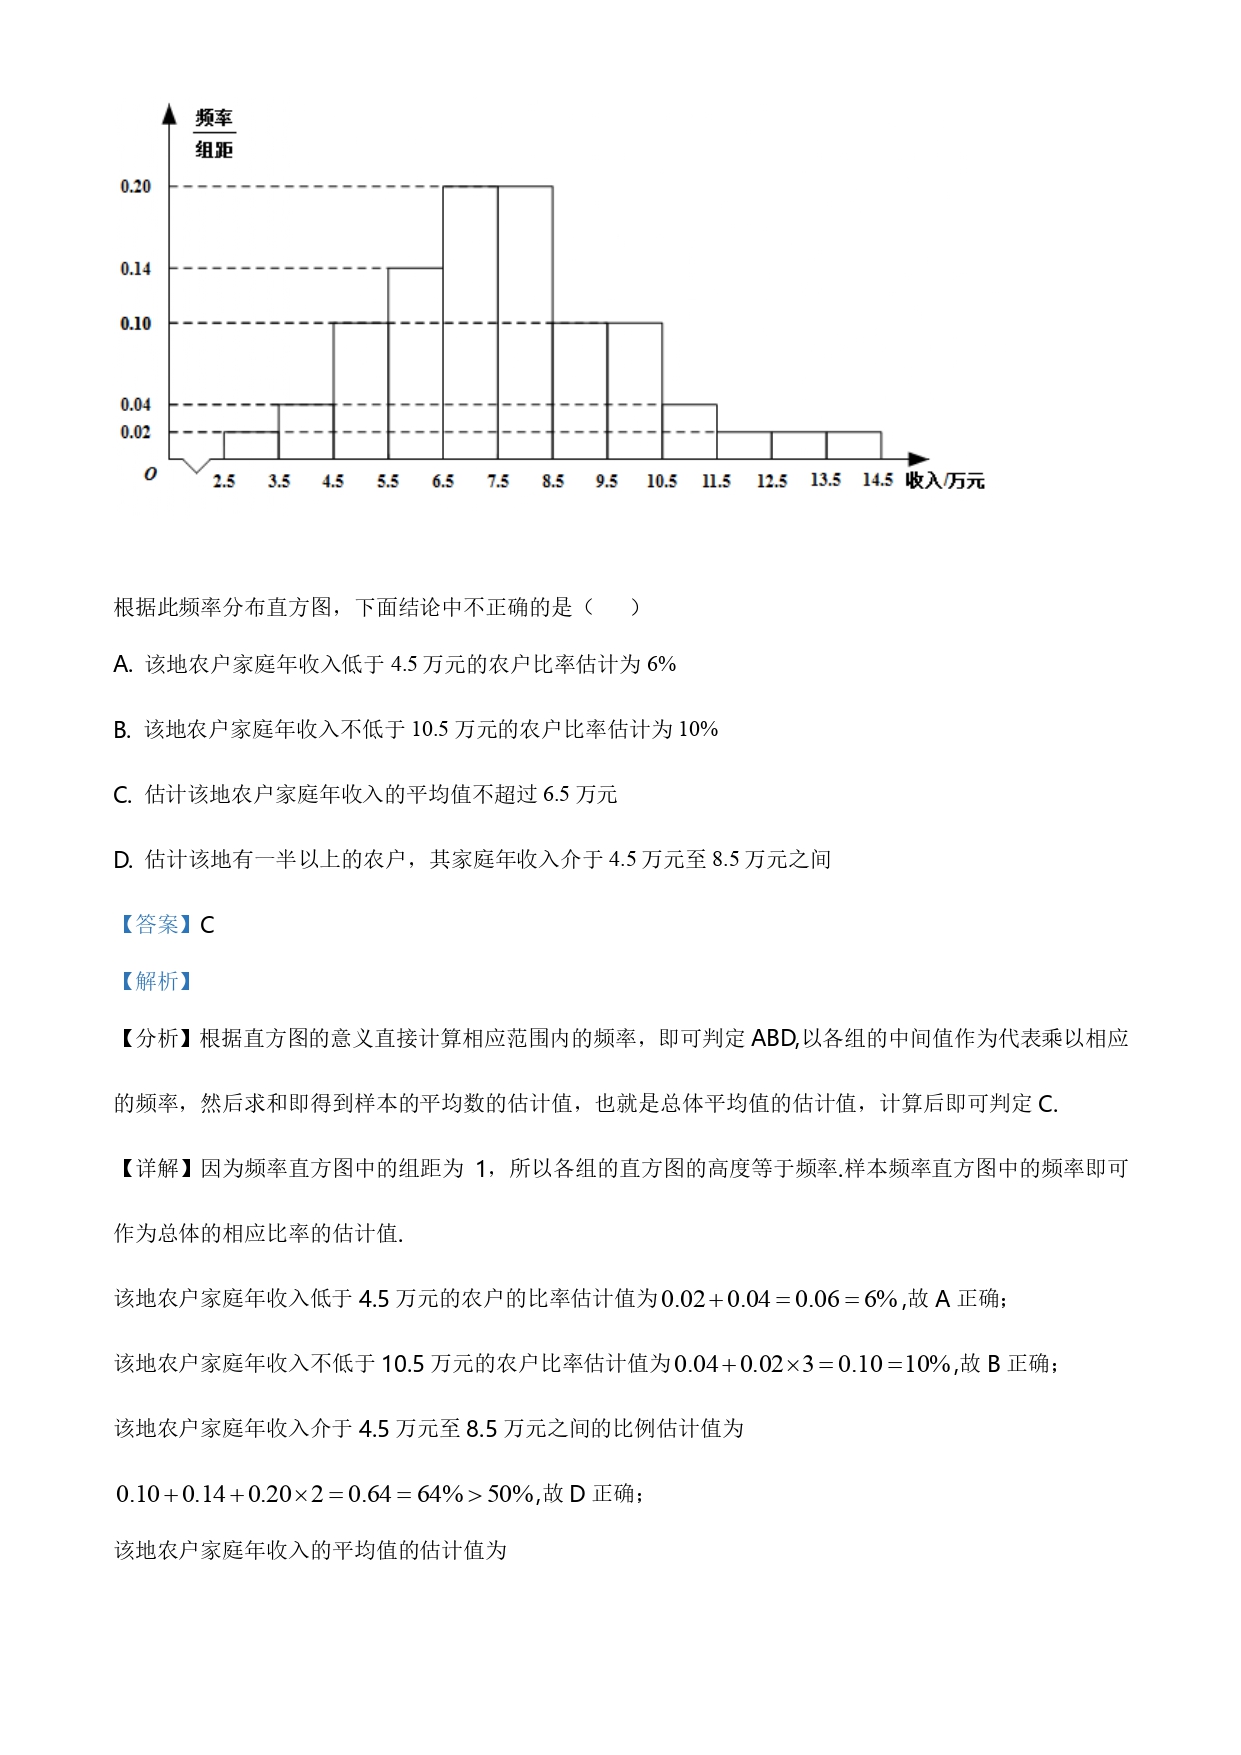 频率
组距
0.20
0.14
0.10
0.04
0.02
O
2.5 3.5 4.5 5.5 6.5 7.5 8.5 9.5 10.5 11.5 12.5 13.5 14.5 收入/万元
根据此频率分布直方图，下面结论中不正确的是（ ）
A. 该地农户家庭年收入低于 4.5 万元的农户比率估计为 6%
B. 该地农户家庭年收入不低于 10.5 万元的农户比率估计为 10%
C. 估计该地农户家庭年收入的平均值不超过 6.5 万元
D. 估计该地有一半以上的农户，其家庭年收入介于 4.5 万元至 8.5 万元之间
【答案】C
【解析】
【分析】根据直方图的意义直接计算相应范围内的频率，即可判定 ABD,以各组的中间值作为代表乘以相应
的频率，然后求和即得到样本的平均数的估计值，也就是总体平均值的估计值，计算后即可判定 C.
【详解】因为频率直方图中的组距为 1，所以各组的直方图的高度等于频率.样本频率直方图中的频率即可
作为总体的相应比率的估计值.
该地农户家庭年收入低于 4.5 万元的农户的比率估计值为0.02+0.04=0.06=6%,故 A 正确；
该地农户家庭年收入不低于 10.5 万元的农户比率估计值为0.04+0.02×3=0.10=10%,故 B 正确；
该地农户家庭年收入介于 4.5 万元至 8.5 万元之间的比例估计值为
0.10+0.14+0.20×2=0.64=64%>50%,故 D 正确；
该地农户家庭年收入的平均值的估计值为